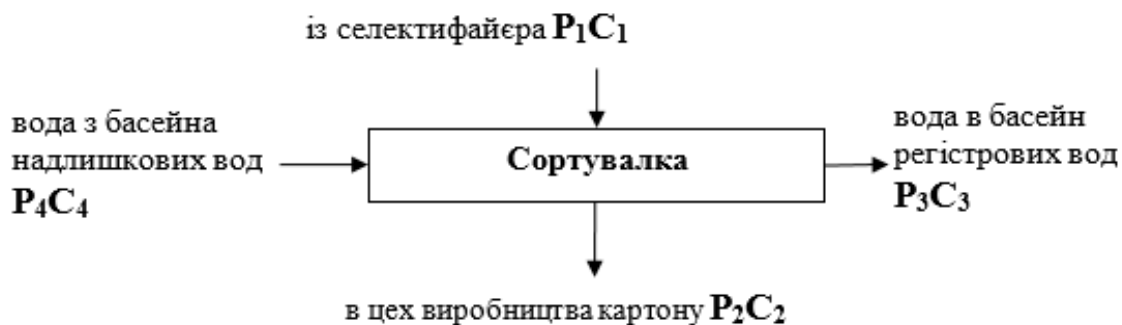 із селектифайєра P₁C₁
вода з басейна
надлишкових вод
P₄C₄
Сортувалка
вода в басейн
регістрових вод
P₃C₃
в цех виробництва картону P₂C₂